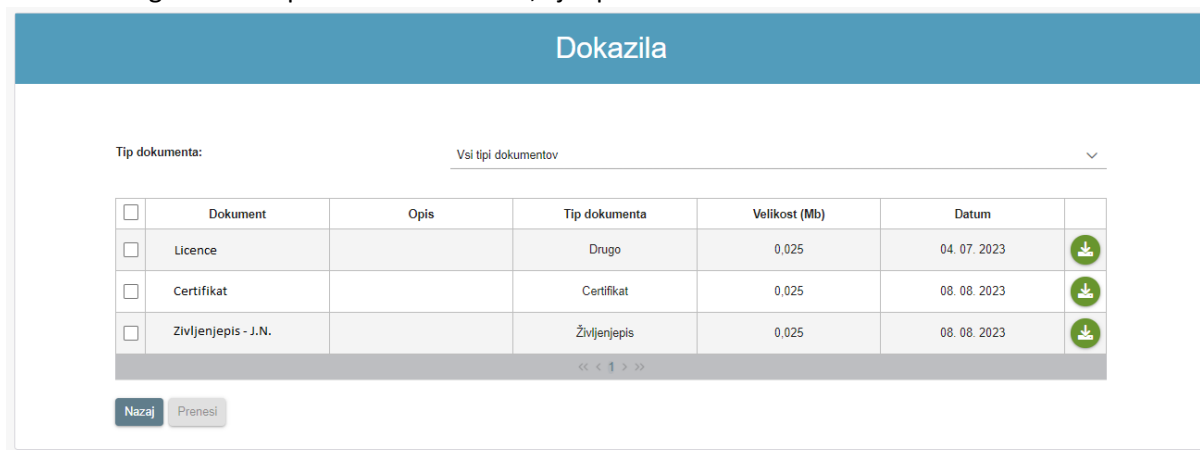 Dokazila
Tip dokumenta: Vsi tipi dokumentov
Dokument Opis Tip dokumenta Velikost (Mb) Datum
Licence Drugo 0,025 04. 07. 2023
Certifikat Certifikat 0,025 08. 08. 2023
Zivljenjepis - J.N. Življenjepis 0,025 08. 08. 2023
<< < 1 > >>
Nazaj Prenesi